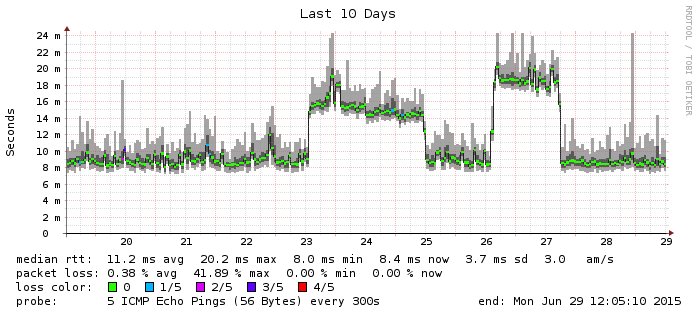 Last 10 Days
RRDTOOL / TOBI OETIKER
Seconds
24 m
22 m
20 m
18 m
16 m
14 m
12 m
10 m
8 m
6 m
4 m
2 m
0
20 21 22 23 24 25 26 27 28 29
median rtt: 11.2 ms avg 20.2 ms max 8.0 ms min 8.4 ms now 3.7 ms sd 3.0 am/s
packet loss: 0.38 % avg 41.89 % max 0.00 % min 0.00 % now
loss color: 0 1/5 2/5 3/5 4/5
probe: 5 ICMP Echo Pings (56 Bytes) every 300s end: Mon Jun 29 12:05:10 2015